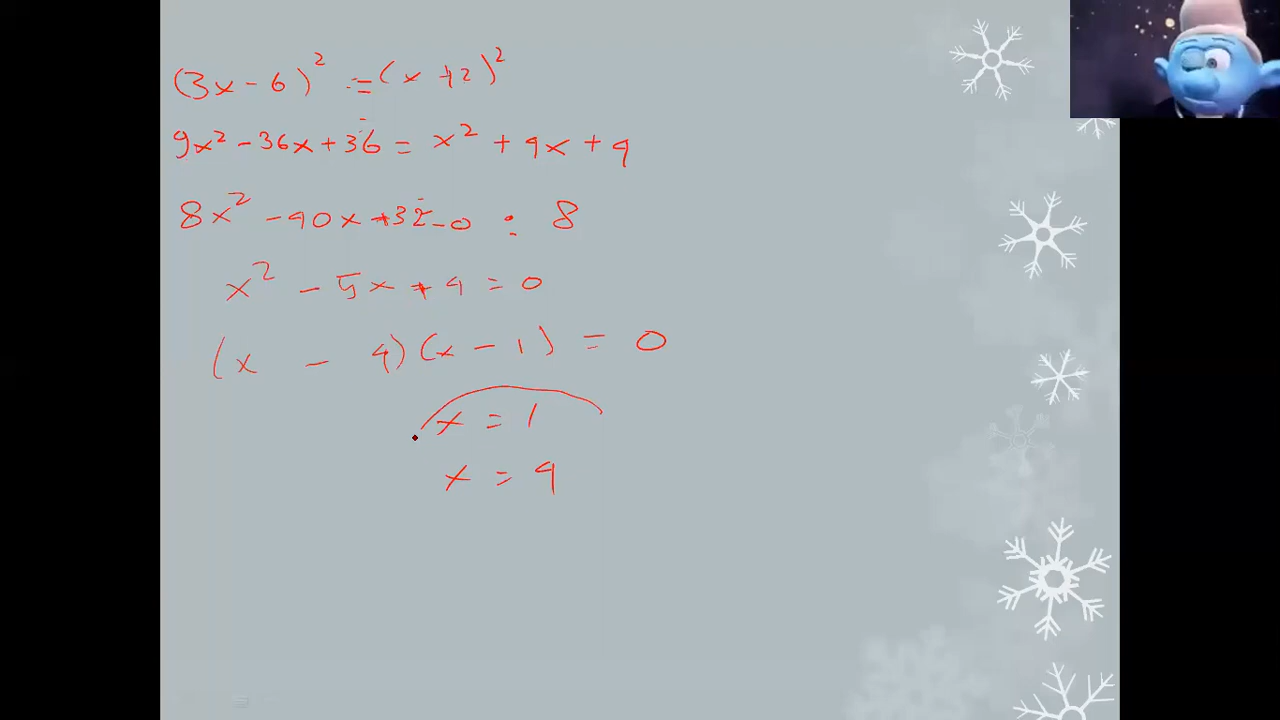 (3x - 6)² = (x + 2)²
9x² - 36x + 36 = x² + 4x + 4
8x² - 40x + 32 = 0 : 8
x² - 5x + 4 = 0
(x - 4)(x - 1) = 0
x = 1
x = 4